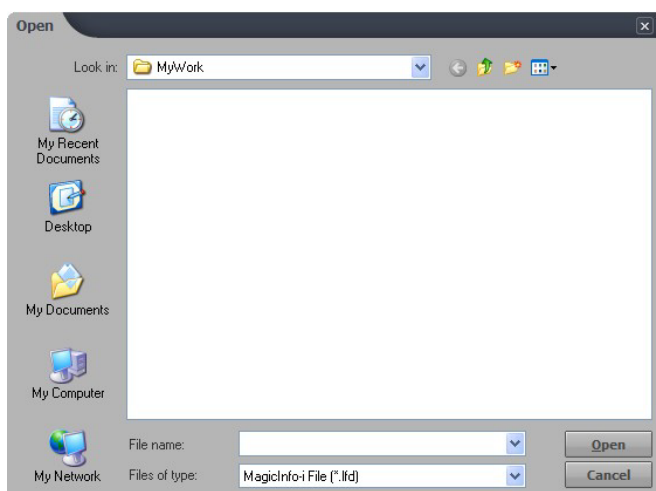 Open
Look in: MyWork
My Recent
Documents
Desktop
My Documents
My Computer
My Network
File name:
Open
Files of type: MagicInfo-i File (*.lfd)
Cancel